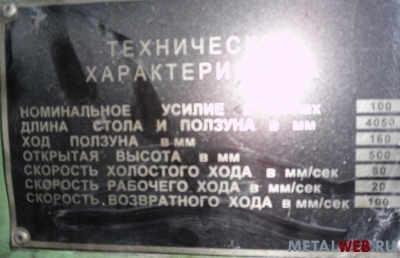 ТЕХНИЧЕСК
ХАРАКТЕРИ
НОМИНАЛЬНОЕ УСИЛИЕ 100
ДЛИНА СТОЛА И ПОЛЗУНА В ММ 4050
ХОД ПОЛЗУНА В ММ 160
ОТКРЫТАЯ ВЫСОТА В ММ 500
СКОРОСТЬ ХОЛОСТОГО ХОДА В ММ/СЕК 80
СКОРОСТЬ РАБОЧЕГО ХОДА В ММ/СЕК 20
СКОРОСТЬ ВОЗВРАТНОГО ХОДА В ММ/СЕК 100
METALWEB.RU